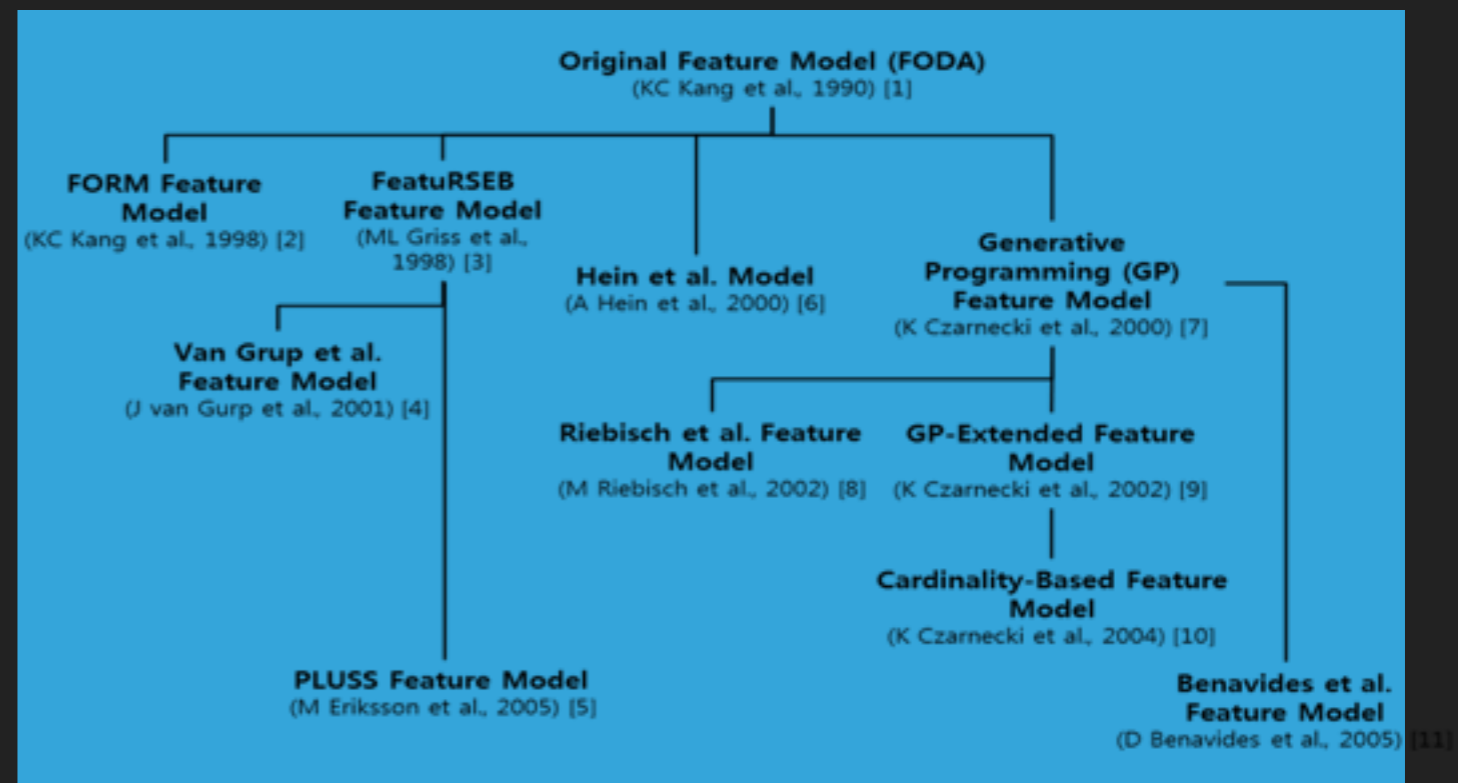 Original Feature Model (FODA)
(KC Kang et al., 1990) [1]
FORM Feature
Model
(KC Kang et al., 1998) [2]
FeatuRSEB
Feature Model
(ML Griss et al.,
1998) [3]
Hein et al. Model
(A Hein et al., 2000) [6]
Generative
Programming (GP)
Feature Model
(K Czarnecki et al., 2000) [7]
Van Grup et al.
Feature Model
(J van Gurp et al., 2001) [4]
Riebisch et al. Feature
Model
(M Riebisch et al., 2002) [8]
GP-Extended Feature
Model
(K Czarnecki et al., 2002) [9]
Cardinality-Based Feature
Model
(K Czarnecki et al., 2004) [10]
PLUSS Feature Model
(M Eriksson et al., 2005) [5]
Benavides et al.
Feature Model
(D Benavides et al., 2005) [11]